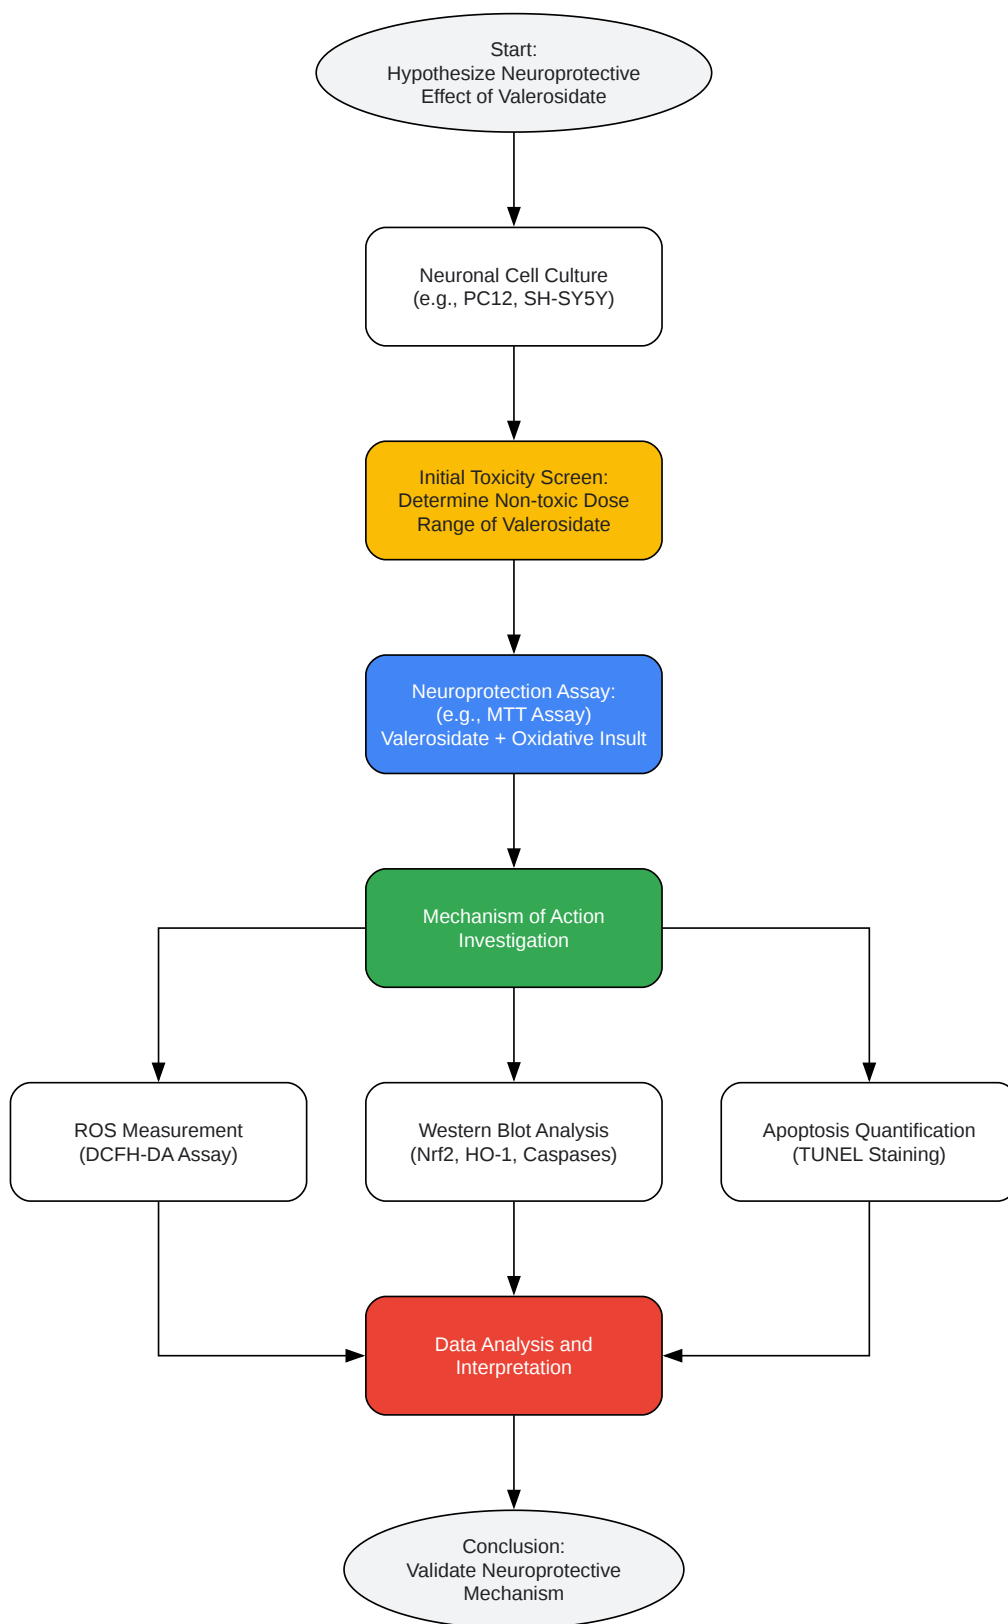 Start:
Hypothesize Neuroprotective
Effect of Valerosidate
Neuronal Cell Culture
(e.g., PC12, SH-SY5Y)
Initial Toxicity Screen:
Determine Non-toxic Dose
Range of Valerosidate
Neuroprotection Assay:
(e.g., MTT Assay)
Valerosidate + Oxidative Insult
Mechanism of Action
Investigation
ROS Measurement
(DCFH-DA Assay)
Western Blot Analysis
(Nrf2, HO-1, Caspases)
Apoptosis Quantification
(TUNEL Staining)
Data Analysis and
Interpretation
Conclusion:
Validate Neuroprotective
Mechanism